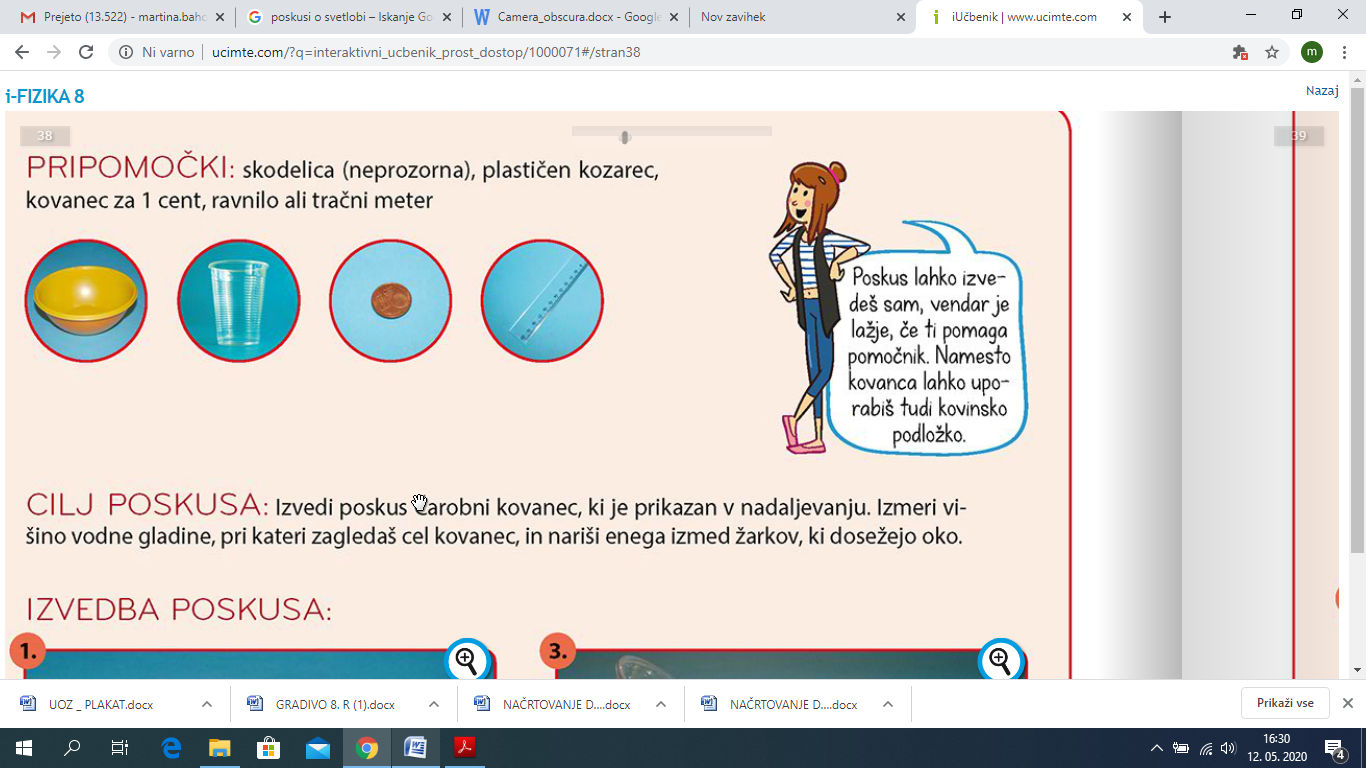 Prejeto (13.522) - martina.baho
poskusi o svetlobi – Iskanje Go
Camera_obscura.docx - Google
Nov zavihek
iUčbenik | www.ucimte.com
Ni varno
ucimte.com/?q=interaktivni_ucbenik_prost_dostop/1000071#/stran38
m
i-FIZIKA 8
Nazaj
38
39
PRIPOMOČKI: skodelica (neprozorna), plastičen kozarec,
kovanec za 1 cent, ravnilo ali tračni meter
Poskus lahko izve-
deš sam, vendar je
lažje, če ti pomaga
pomočnik. Namesto
kovanca lahko upo-
rabiš tudi kovinsko
podložko.
CILJ POSKUSA: Izvedi poskus Čarobni kovanec, ki je prikazan v nadaljevanju. Izmeri vi-
šino vodne gladine, pri kateri zagledaš cel kovanec, in nariši enega izmed žarkov, ki dosežejo oko.
IZVEDBA POSKUSA:
1.
3.
UOZ _ PLAKAT.docx
GRADIVO 8. R (1).docx
NAČRTOVANJE D....docx
NAČRTOVANJE D....docx
Prikaži vse
16:30
12. 05. 2020
4